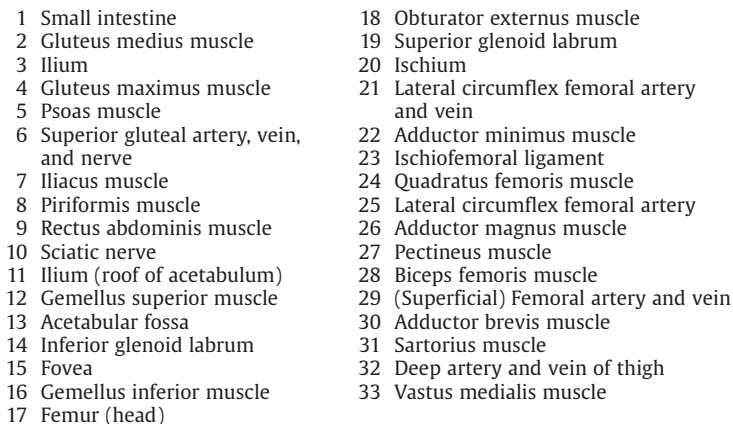 1 Small intestine
2 Gluteus medius muscle
3 Ilium
4 Gluteus maximus muscle
5 Psoas muscle
6 Superior gluteal artery, vein,
and nerve
7 Iliacus muscle
8 Piriformis muscle
9 Rectus abdominis muscle
10 Sciatic nerve
11 Ilium (roof of acetabulum)
12 Gemellus superior muscle
13 Acetabular fossa
14 Inferior glenoid labrum
15 Fovea
16 Gemellus inferior muscle
17 Femur (head)
18 Obturator externus muscle
19 Superior glenoid labrum
20 Ischium
21 Lateral circumflex femoral artery
and vein
22 Adductor minimus muscle
23 Ischiofemoral ligament
24 Quadratus femoris muscle
25 Lateral circumflex femoral artery
26 Adductor magnus muscle
27 Pectineus muscle
28 Biceps femoris muscle
29 (Superficial) Femoral artery and vein
30 Adductor brevis muscle
31 Sartorius muscle
32 Deep artery and vein of thigh
33 Vastus medialis muscle